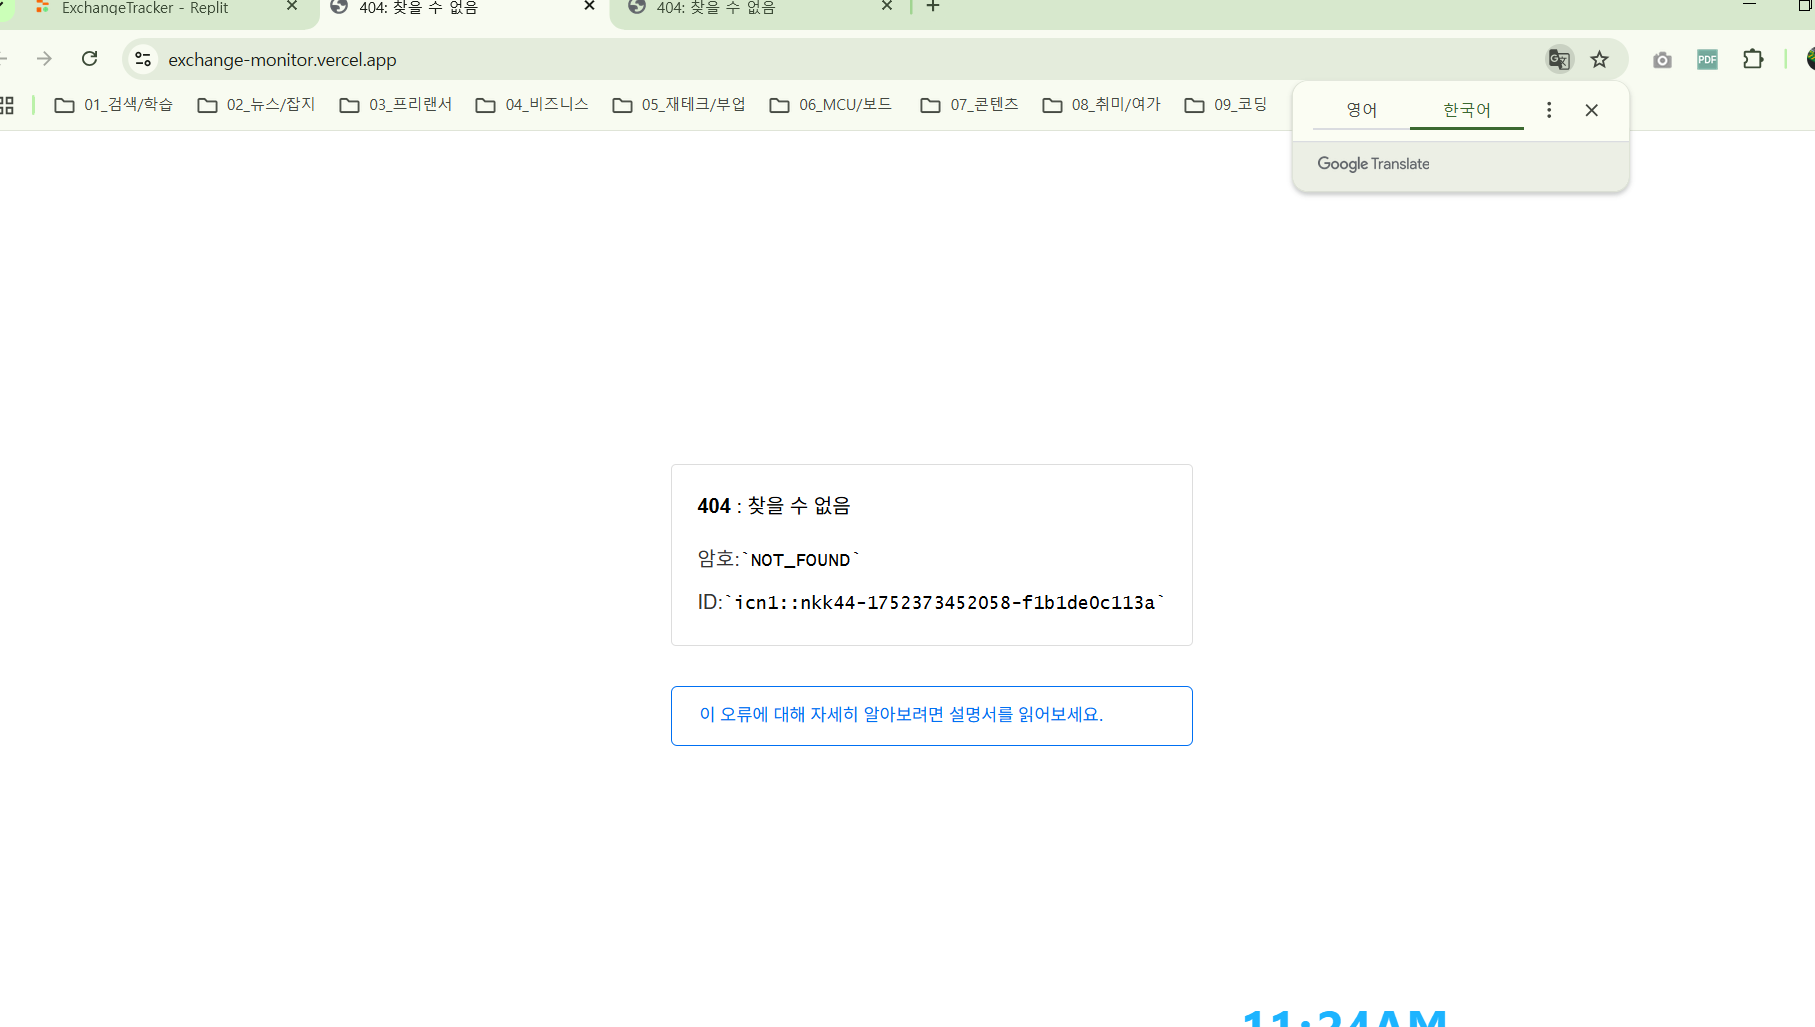 ExchangeTracker - Replit
404: 찾을 수 없음
404: 찾을 수 없음
exchange-monitor.vercel.app
PDF
01_검색/학습
02_뉴스/잡지
03_프리랜서
04_비즈니스
05_재테크/부업
06_MCU/보드
07_콘텐츠
08_취미/여가
09_코딩
영어
한국어
Google Translate
404 : 찾을 수 없음
암호:`NOT_FOUND`
ID:`icn1::nkk44-1752373452058-f1b1de0c113a`
이 오류에 대해 자세히 알아보려면 설명서를 읽어보세요.
11:24AM